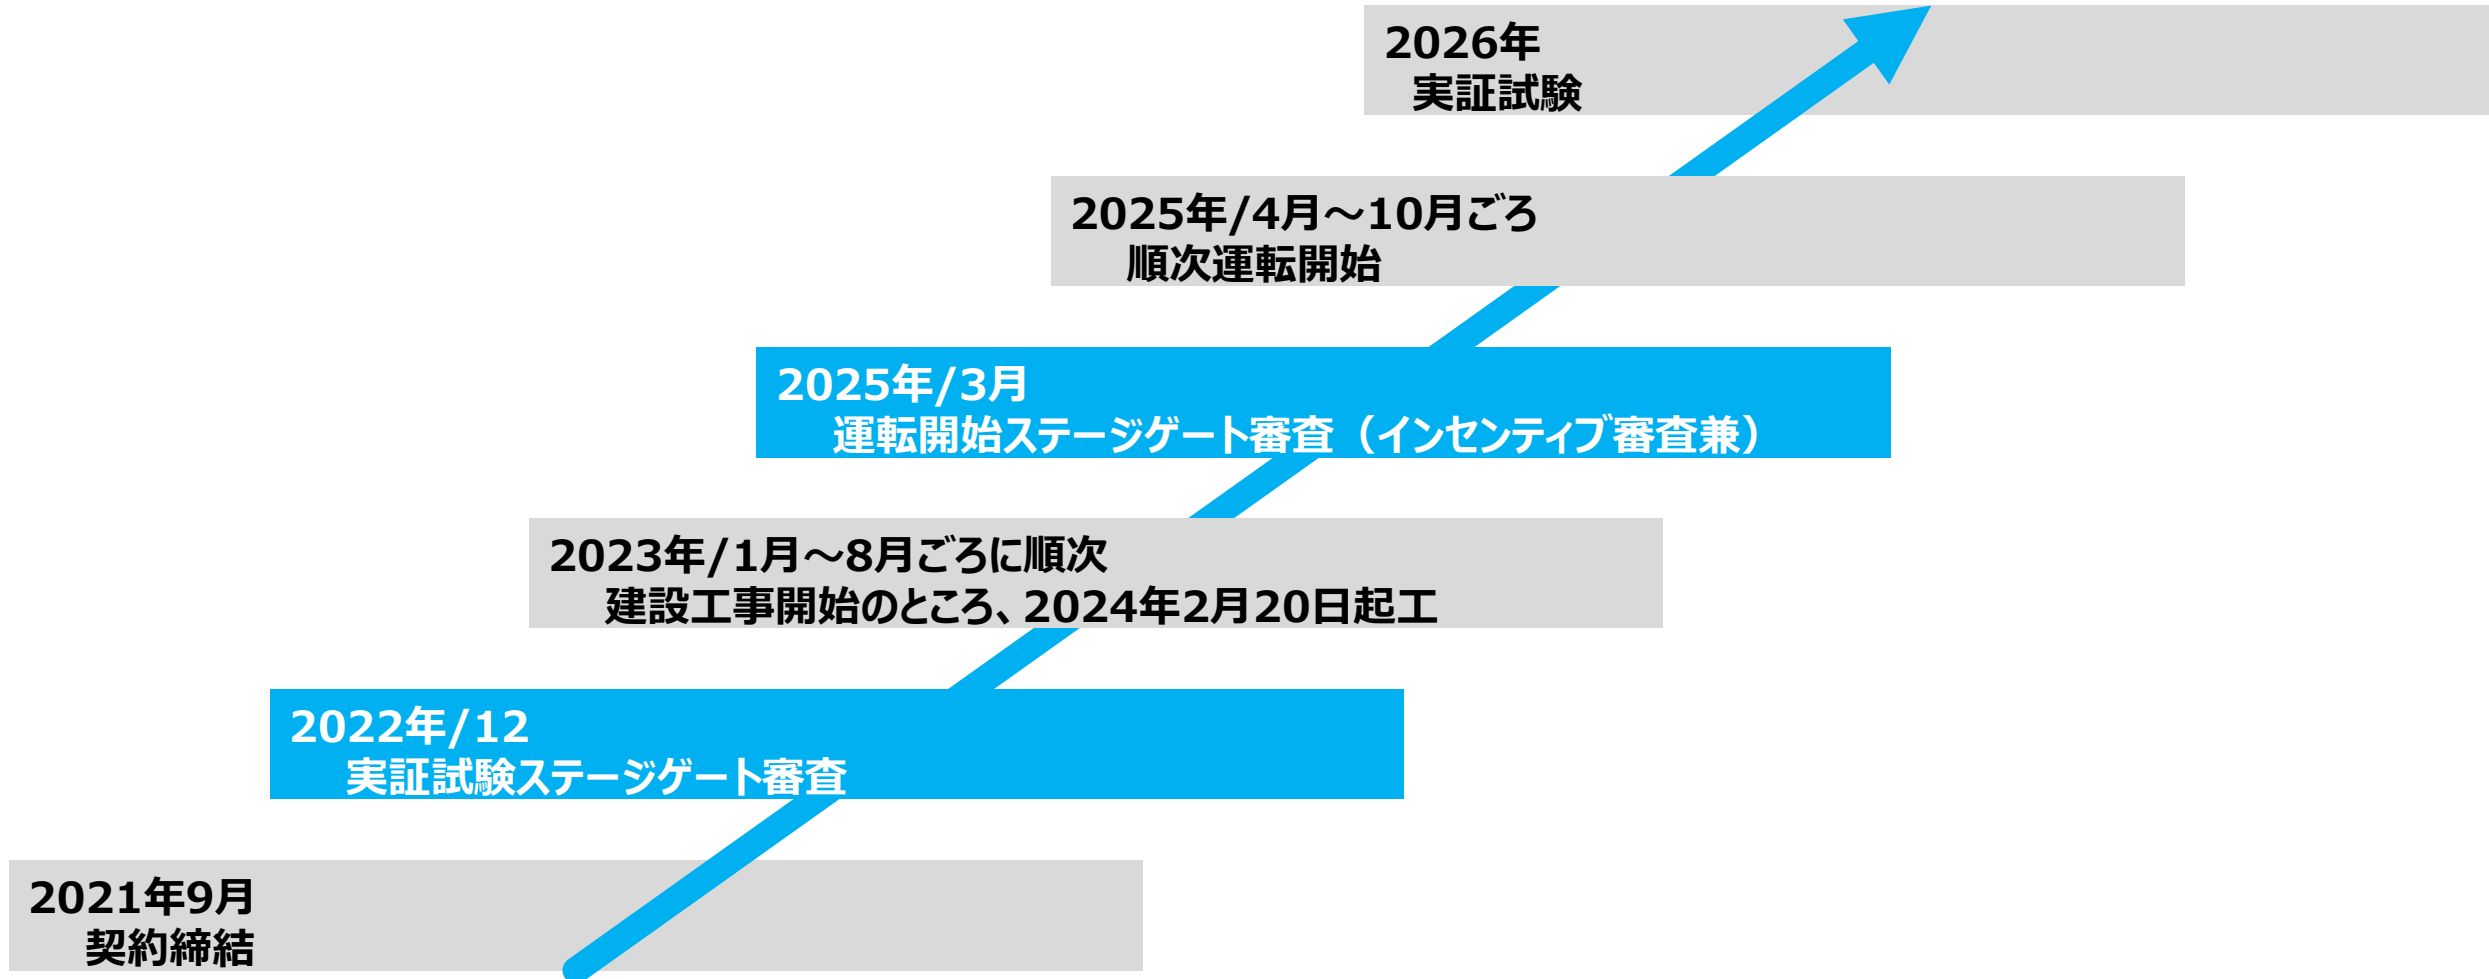 2026年
実証試験
2025年/4月～10月ごろ
順次運転開始
2025年/3月
運転開始ステージゲート審査（インセンティブ審査兼）
2023年/1月～8月ごろに順次
建設工事開始のところ、2024年2月20日起工
2022年/12
実証試験ステージゲート審査
2021年9月
契約締結